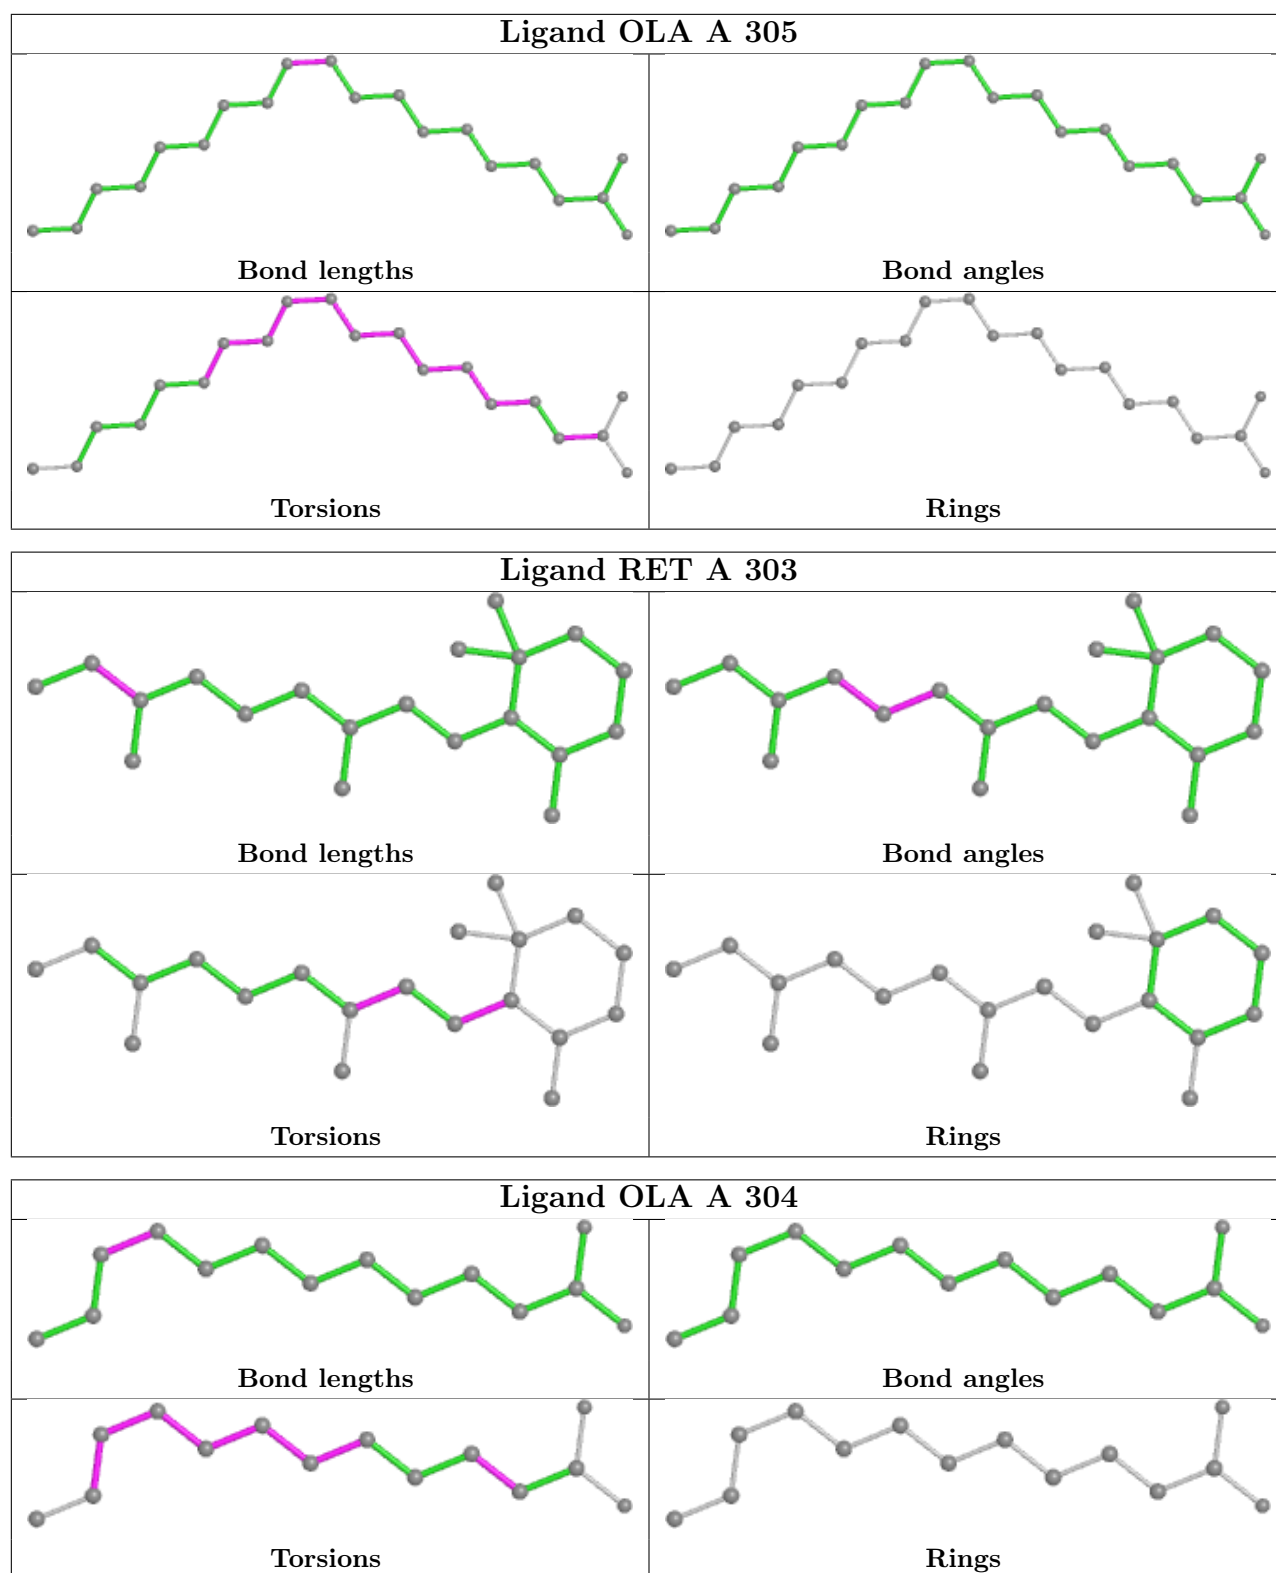 Ligand OLA A 305
Bond lengths
Bond angles
Torsions
Rings
Ligand RET A 303
Bond lengths
Bond angles
Torsions
Rings
Ligand OLA A 304
Bond lengths
Bond angles
Torsions
Rings